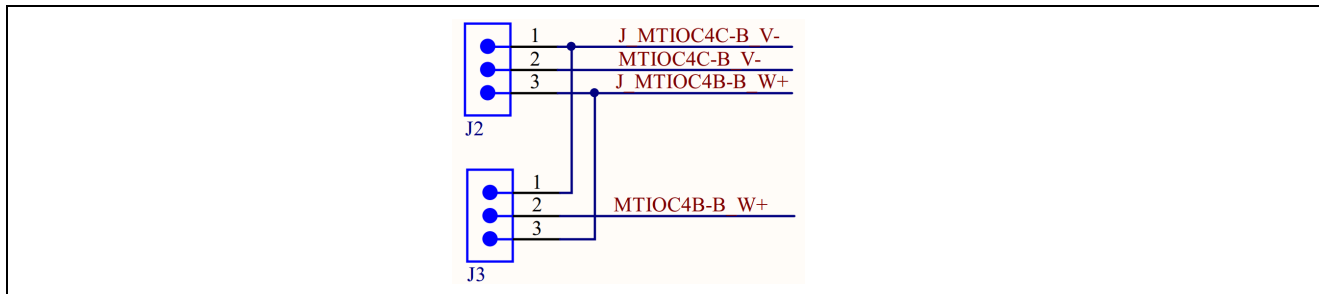 1 J_MTIOC4C-B_V-
2 MTIOC4C-B_V-
3 J_MTIOC4B-B_W+
J2
1
2 MTIOC4B-B_W+
3
J3